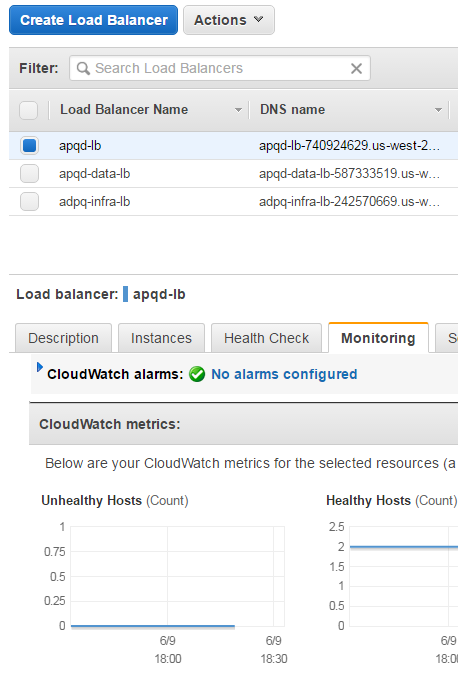 Create Load Balancer Actions
Filter: Search Load Balancers
Load Balancer Name DNS name
apqd-lb apqd-lb-740924629.us-west-2...
apqd-data-lb apqd-data-lb-587333519.us-w...
adpq-infra-lb adpq-infra-lb-242570669.us-w...
Load balancer: apqd-lb
Description Instances Health Check Monitoring S
CloudWatch alarms: No alarms configured
CloudWatch metrics:
Below are your CloudWatch metrics for the selected resources (a
Unhealthy Hosts (Count) Healthy Hosts (Count)
1 2.5
0.75 2
0.5 1.5
0.25 1
0 0.5
0
6/9 6/9 6/9
18:00 18:30 18:0